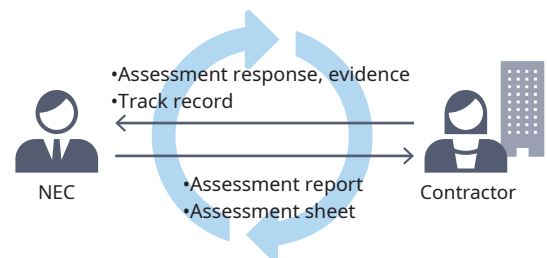 •Assessment response, evidence
•Track record
NEC
Contractor
•Assessment report
•Assessment sheet